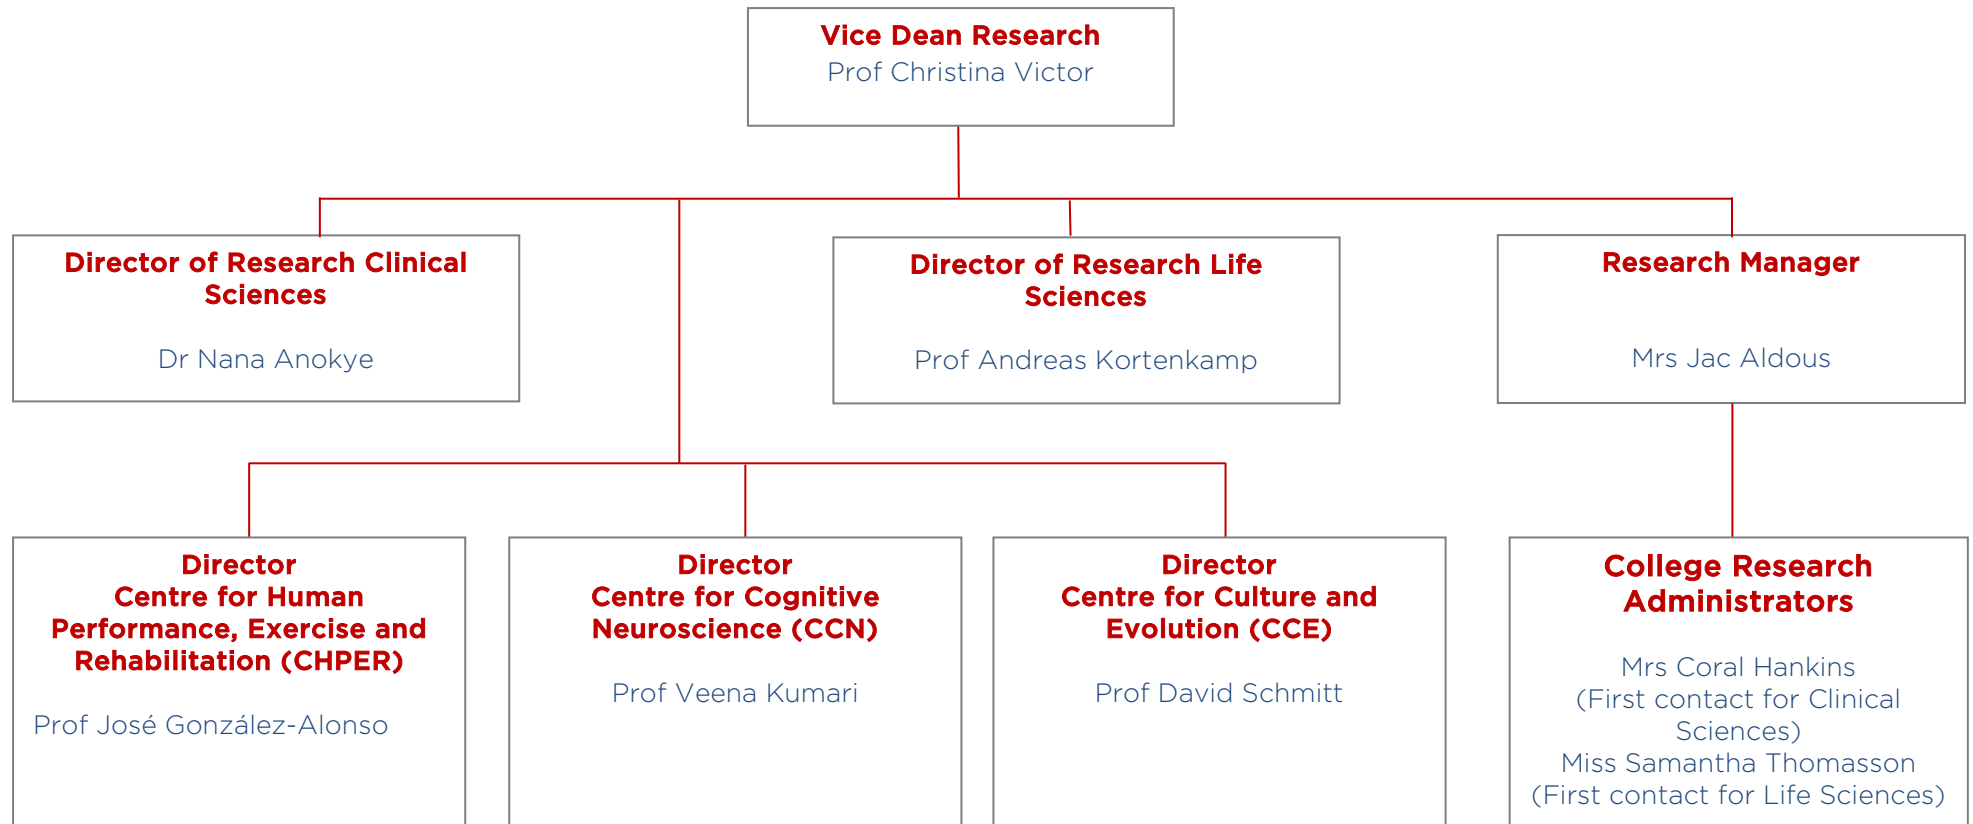 Vice Dean Research
Prof Christina Victor
Director of Research Clinical
Sciences
Dr Nana Anokye
Director of Research Life
Sciences
Prof Andreas Kortenkamp
Research Manager
Mrs Jac Aldous
Director
Centre for Human
Performance, Exercise and
Rehabilitation (CHPER)
Prof José González-Alonso
Director
Centre for Cognitive
Neuroscience (CCN)
Prof Veena Kumari
Director
Centre for Culture and
Evolution (CCE)
Prof David Schmitt
College Research
Administrators
Mrs Coral Hankins
(First contact for Clinical
Sciences)
Miss Samantha Thomasson
(First contact for Life Sciences)